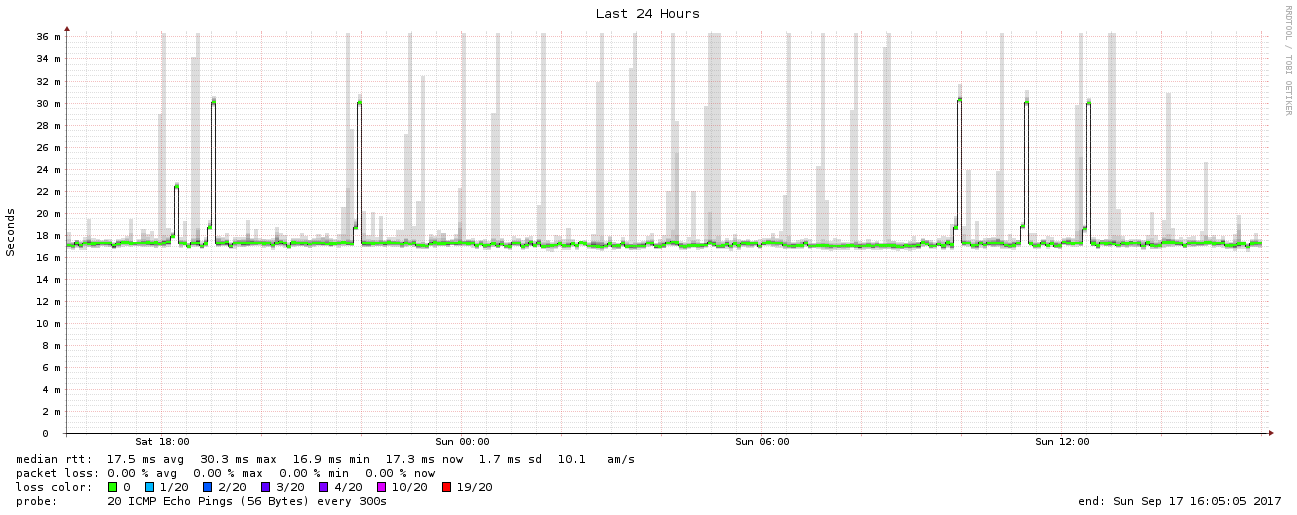 Last 24 Hours
RRDTOOL / TOBI OETIKER
Seconds
36 m
34 m
32 m
30 m
28 m
26 m
24 m
22 m
20 m
18 m
16 m
14 m
12 m
10 m
8 m
6 m
4 m
2 m
0
Sat 18:00 Sun 00:00 Sun 06:00 Sun 12:00
median rtt: 17.5 ms avg 30.3 ms max 16.9 ms min 17.3 ms now 1.7 ms sd 10.1 am/s
packet loss: 0.00 % avg 0.00 % max 0.00 % min 0.00 % now
loss color: 0 1/20 2/20 3/20 4/20 10/20 19/20
probe: 20 ICMP Echo Pings (56 Bytes) every 300s end: Sun Sep 17 16:05:05 2017